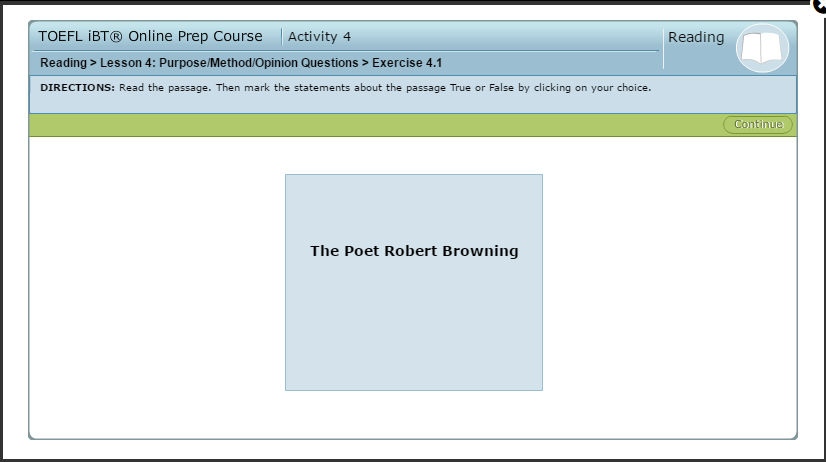 TOEFL iBT® Online Prep Course Activity 4 Reading
Reading > Lesson 4: Purpose/Method/Opinion Questions > Exercise 4.1
DIRECTIONS: Read the passage. Then mark the statements about the passage True or False by clicking on your choice.
Continue
The Poet Robert Browning